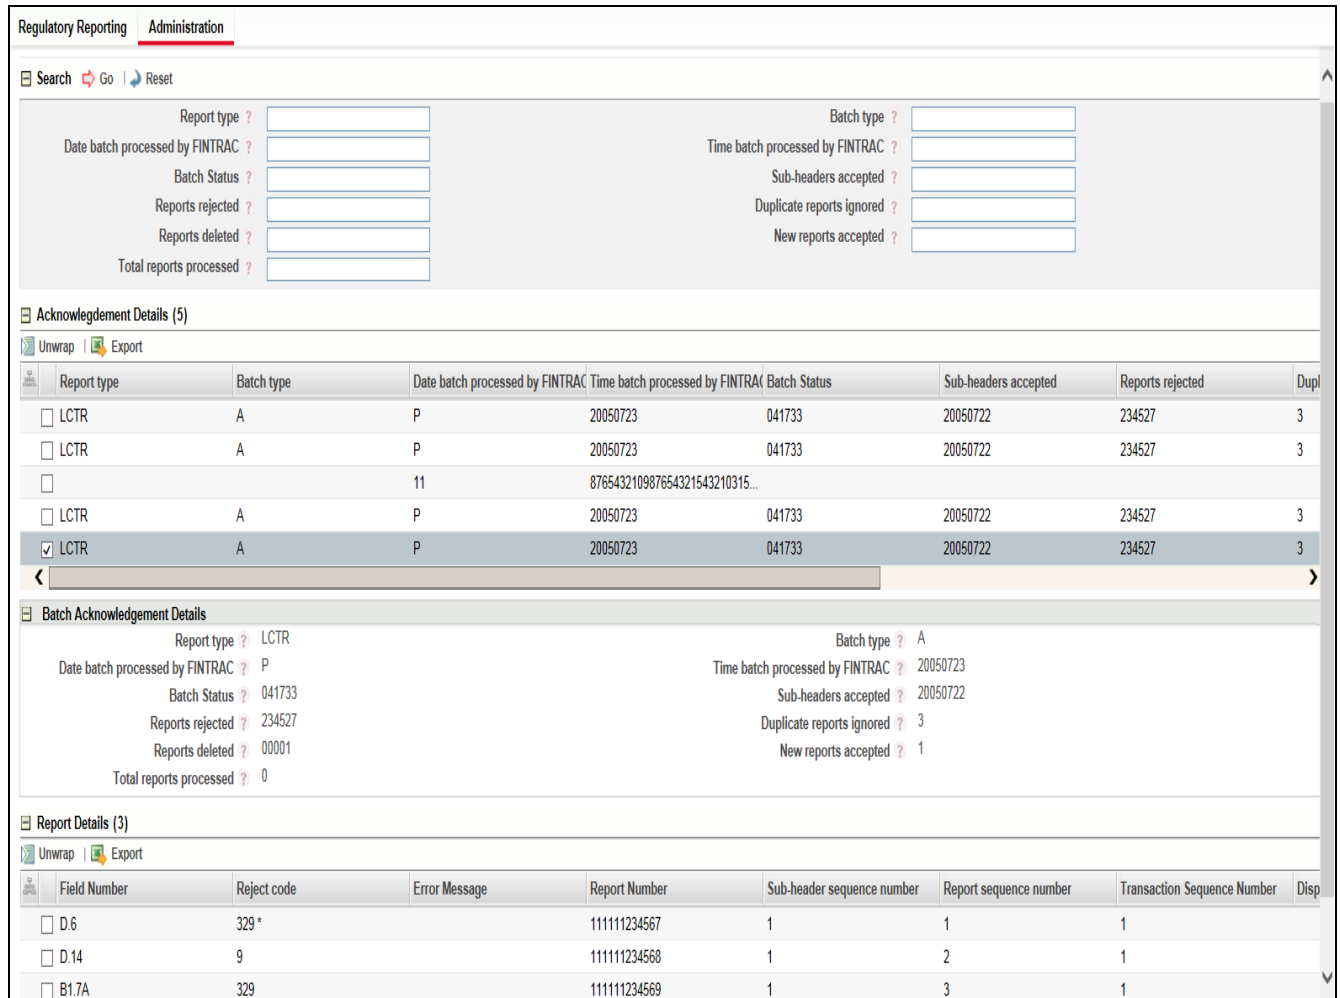 Regulatory Reporting Administration
Search Go | Reset
Report type ? Batch type ?
Date batch processed by FINTRAC ? Time batch processed by FINTRAC ?
Batch Status ? Sub-headers accepted ?
Reports rejected ? Duplicate reports ignored ?
Reports deleted ? New reports accepted ?
Total reports processed ?
Acknowlegdement Details (5)
Unwrap | Export
Report type Batch type Date batch processed by FINTRAC Time batch processed by FINTRAC Batch Status Sub-headers accepted Reports rejected Dupl
LCTR A P 20050723 041733 20050722 234527 3
LCTR A P 20050723 041733 20050722 234527 3
11 876543210987654321543210315...
LCTR A P 20050723 041733 20050722 234527 3
LCTR A P 20050723 041733 20050722 234527 3
Batch Acknowledgement Details
Report type ? LCTR Batch type ? A
Date batch processed by FINTRAC ? P Time batch processed by FINTRAC ? 20050723
Batch Status ? 041733 Sub-headers accepted ? 20050722
Reports rejected ? 234527 Duplicate reports ignored ? 3
Reports deleted ? 00001 New reports accepted ? 1
Total reports processed ? 0
Report Details (3)
Unwrap | Export
Field Number Reject code Error Message Report Number Sub-header sequence number Report sequence number Transaction Sequence Number Disp
D.6 329 * 111111234567 1 1 1
D.14 9 111111234568 1 2 1
B1.7A 329 111111234569 1 3 1